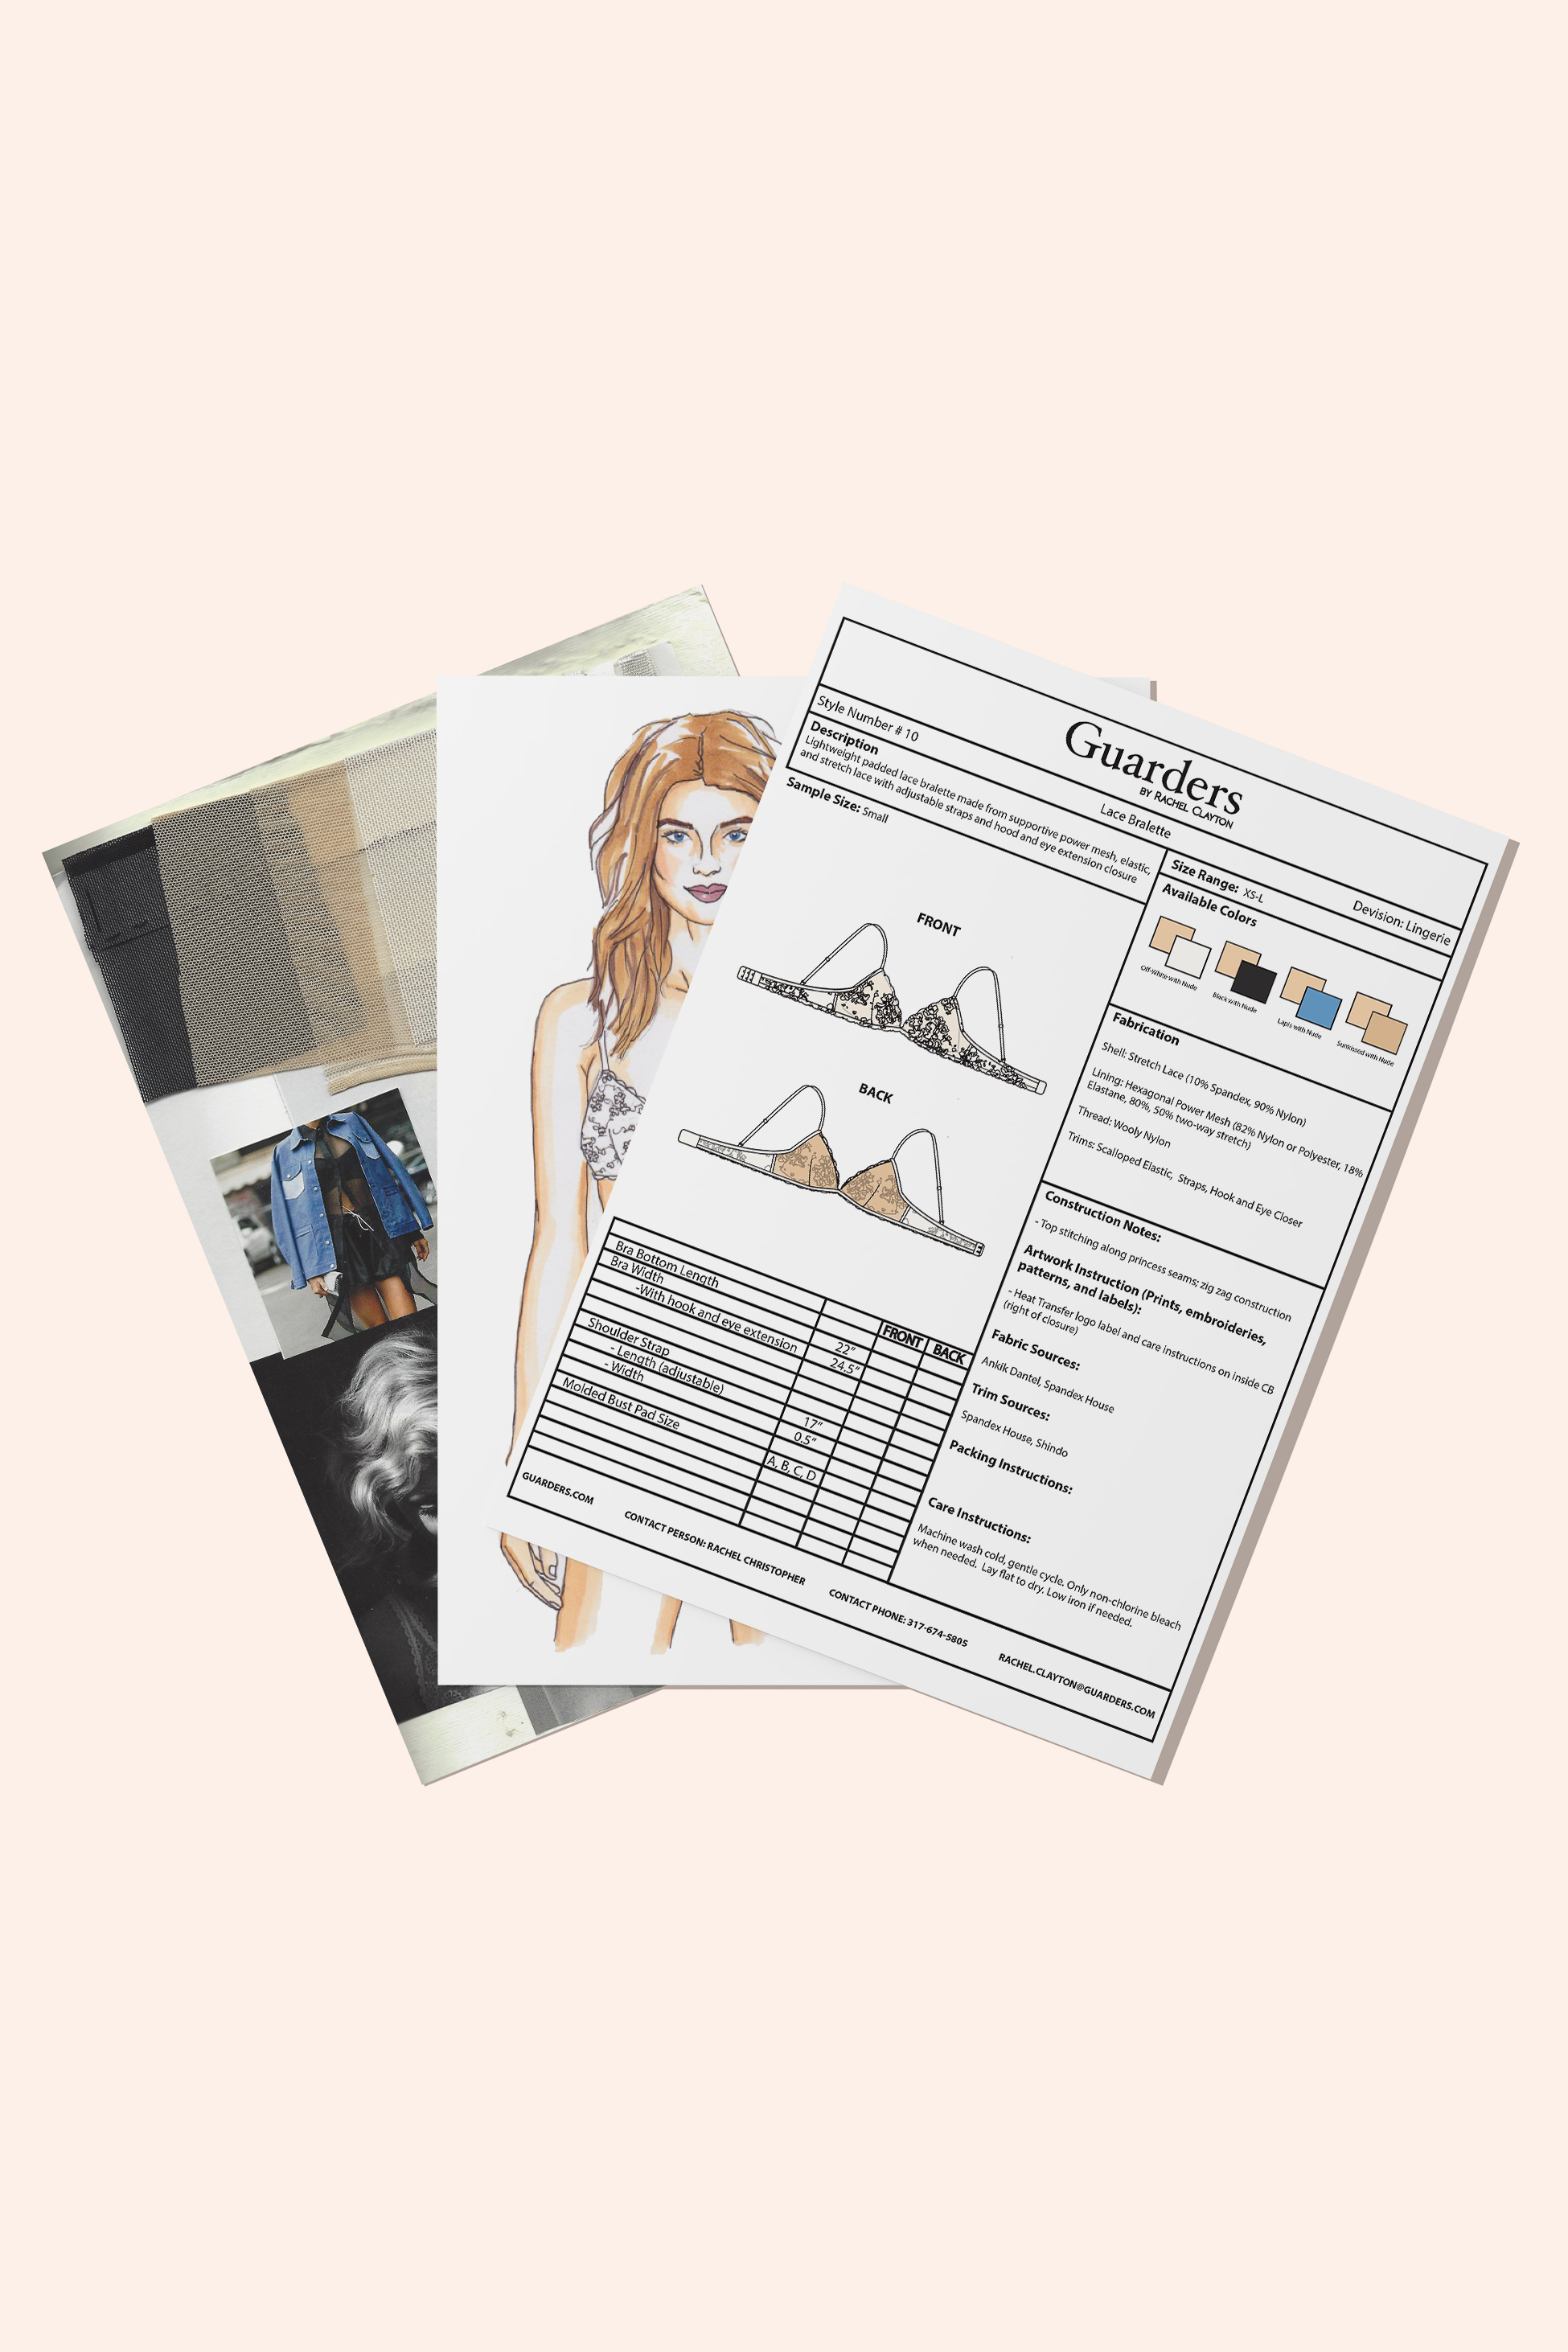 Guarders
BY RACHEL CLAYTON
Style Number # 10
Lace Bralette
Devision: Lingerie
Description
Lightweight padded lace bralette made from supportive power mesh, elastic,
and stretch lace with adjustable straps and hood and eye extension closure
Size Range: XS-L
Sample Size: Small
Available Colors
Off-White with Nude
Black with Nude
Lapis with Nude
Sunkissed with Nude
FRONT
BACK
Fabrication
Shell: Stretch Lace (10% Spandex, 90% Nylon)
Lining: Hexagonal Power Mesh (82% Nylon or Polyester, 18%
Elastane, 80%, 50% two-way stretch)
Thread: Wooly Nylon
Trims: Scalloped Elastic, Straps, Hook and Eye Closer
Construction Notes:
- Top stitching along princess seams; zig zag construction
Artwork Instruction (Prints, embroideries,
patterns, and labels):
- Heat Transfer logo label and care instructions on inside CB
(right of closure)
Fabric Sources:
Ankik Dantel, Spandex House
Trim Sources:
Spandex House, Shindo
Packing Instructions:
Care Instructions:
Machine wash cold, gentle cycle. Only non-chlorine bleach
when needed. Lay flat to dry. Low iron if needed.
FRONT BACK
Bra Bottom Length
Bra Width 22"
-With hook and eye extension 24.5"
Shoulder Strap
- Length (adjustable) 17"
- Width 0.5"
Molded Bust Pad Size A, B, C, D
GUARDERS.COM
CONTACT PERSON: RACHEL CHRISTOPHER
CONTACT PHONE: 317-674-5805
RACHEL.CLAYTON@GUARDERS.COM